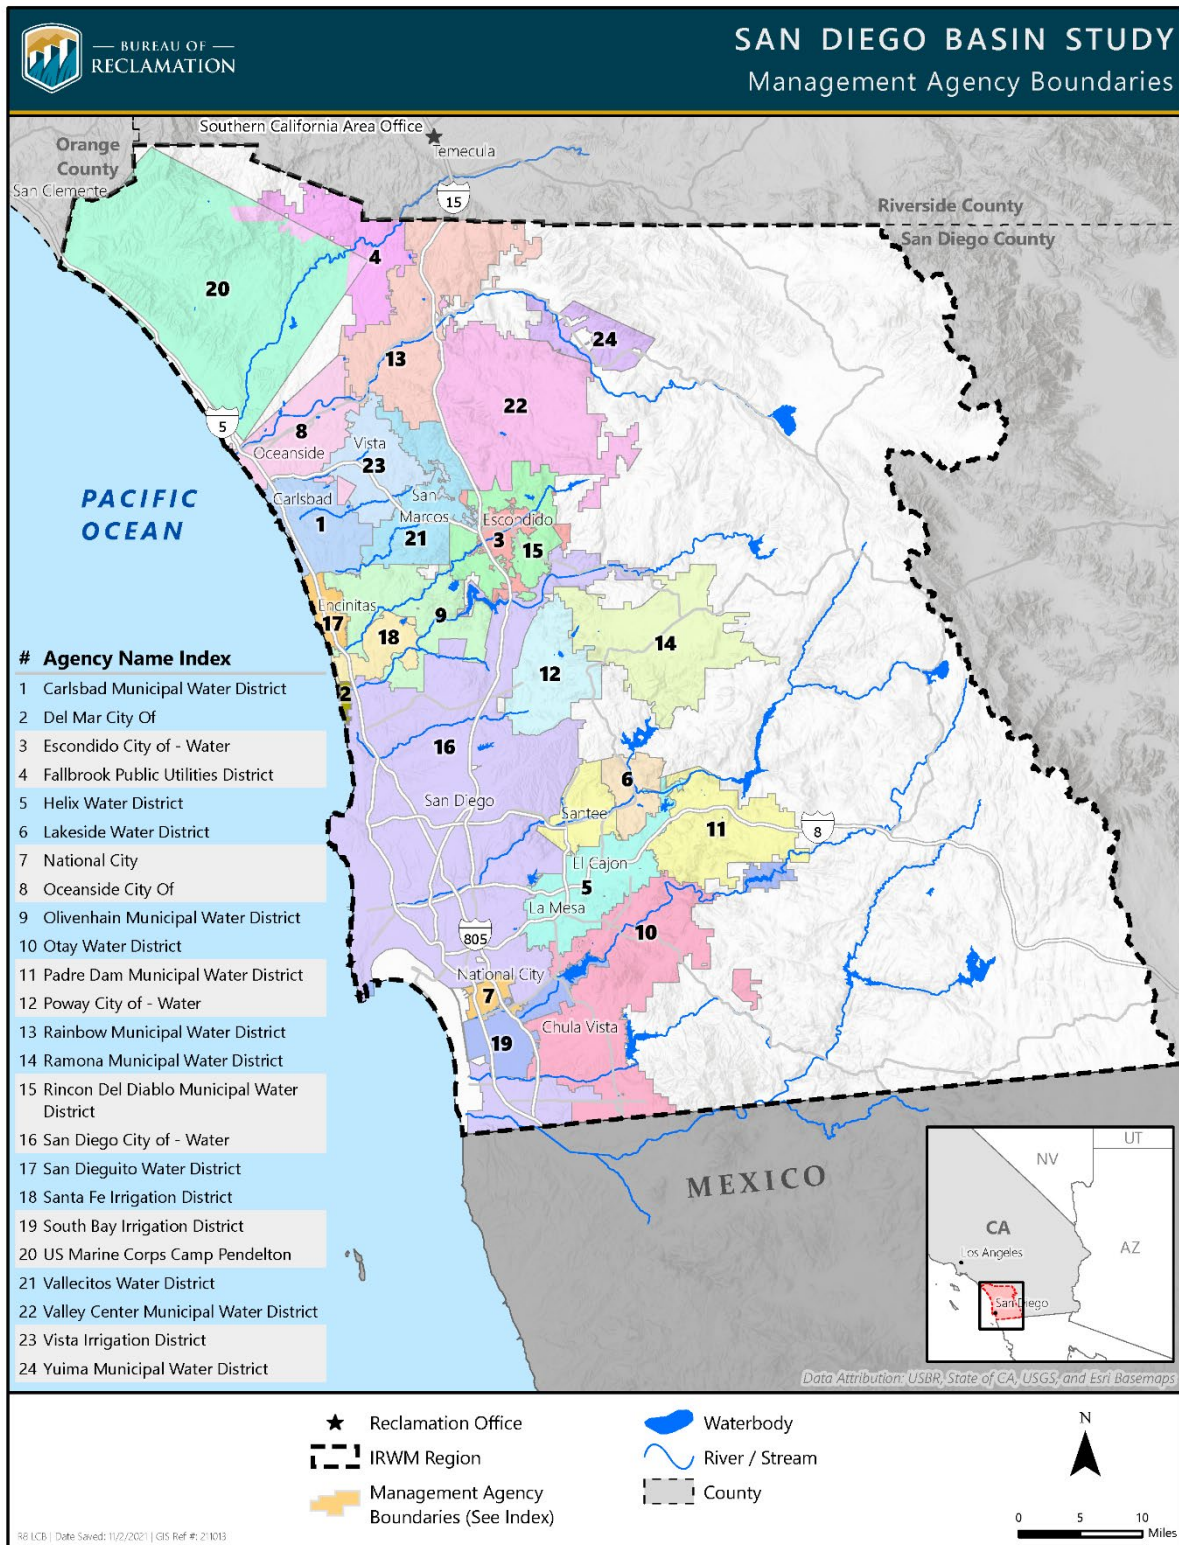 BUREAU OF
RECLAMATION
SAN DIEGO BASIN STUDY
Management Agency Boundaries
Southern California Area Office
Orange
County
Temecula
San Clemente
15
Riverside County
San Diego County
4
20
24
13
22
5
8
Oceanside
Vista
23
PACIFIC
OCEAN
Carlsbad
San
Marcos
1
21
Escondido
3
15
Encinitas
17
9
18
14
12
2
16
6
San Diego
Santee
11
8
El Cajon
5
La Mesa
10
805
National City
7
Chula Vista
19
MEXICO
# Agency Name Index
1 Carlsbad Municipal Water District
2 Del Mar City Of
3 Escondido City of - Water
4 Fallbrook Public Utilities District
5 Helix Water District
6 Lakeside Water District
7 National City
8 Oceanside City Of
9 Olivenhain Municipal Water District
10 Otay Water District
11 Padre Dam Municipal Water District
12 Poway City of - Water
13 Rainbow Municipal Water District
14 Ramona Municipal Water District
15 Rincon Del Diablo Municipal Water
District
16 San Diego City of - Water
17 San Dieguito Water District
18 Santa Fe Irrigation District
19 South Bay Irrigation District
20 US Marine Corps Camp Pendelton
21 Vallecitos Water District
22 Valley Center Municipal Water District
23 Vista Irrigation District
24 Yuima Municipal Water District
NV
UT
CA
AZ
Los Angeles
San Diego
Data Attribution: USBR, State of CA, USGS, and Esri Basemaps
Reclamation Office
IRWM Region
Management Agency
Boundaries (See Index)
Waterbody
River / Stream
County
N
0 5 10
Miles
R8 LCB | Date Saved: 11/2/2021 | GIS Ref #: 211013